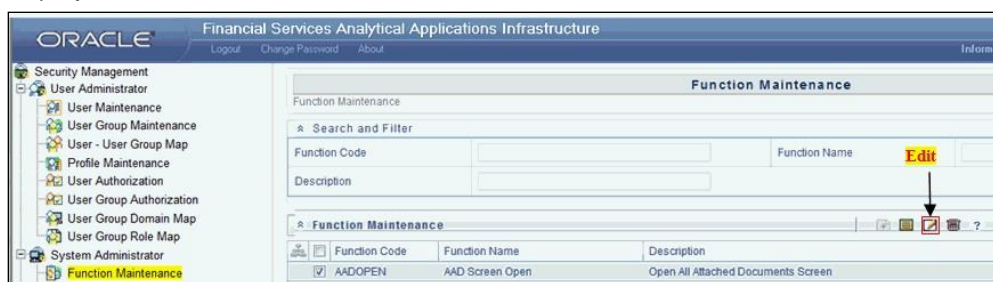 ORACLE
Financial Services Analytical Applications Infrastructure
Logout Change Password About
Security Management
User Administrator
User Maintenance
User Group Maintenance
User - User Group Map
Profile Maintenance
User Authorization
User Group Authorization
User Group Domain Map
User Group Role Map
System Administrator
Function Maintenance
Function Maintenance
Function Maintenance
Search and Filter
Function Code Function Name
Edit
Description
Function Maintenance
?
Function Code Function Name Description
AADOPEN AAD Screen Open Open All Attached Documents Screen